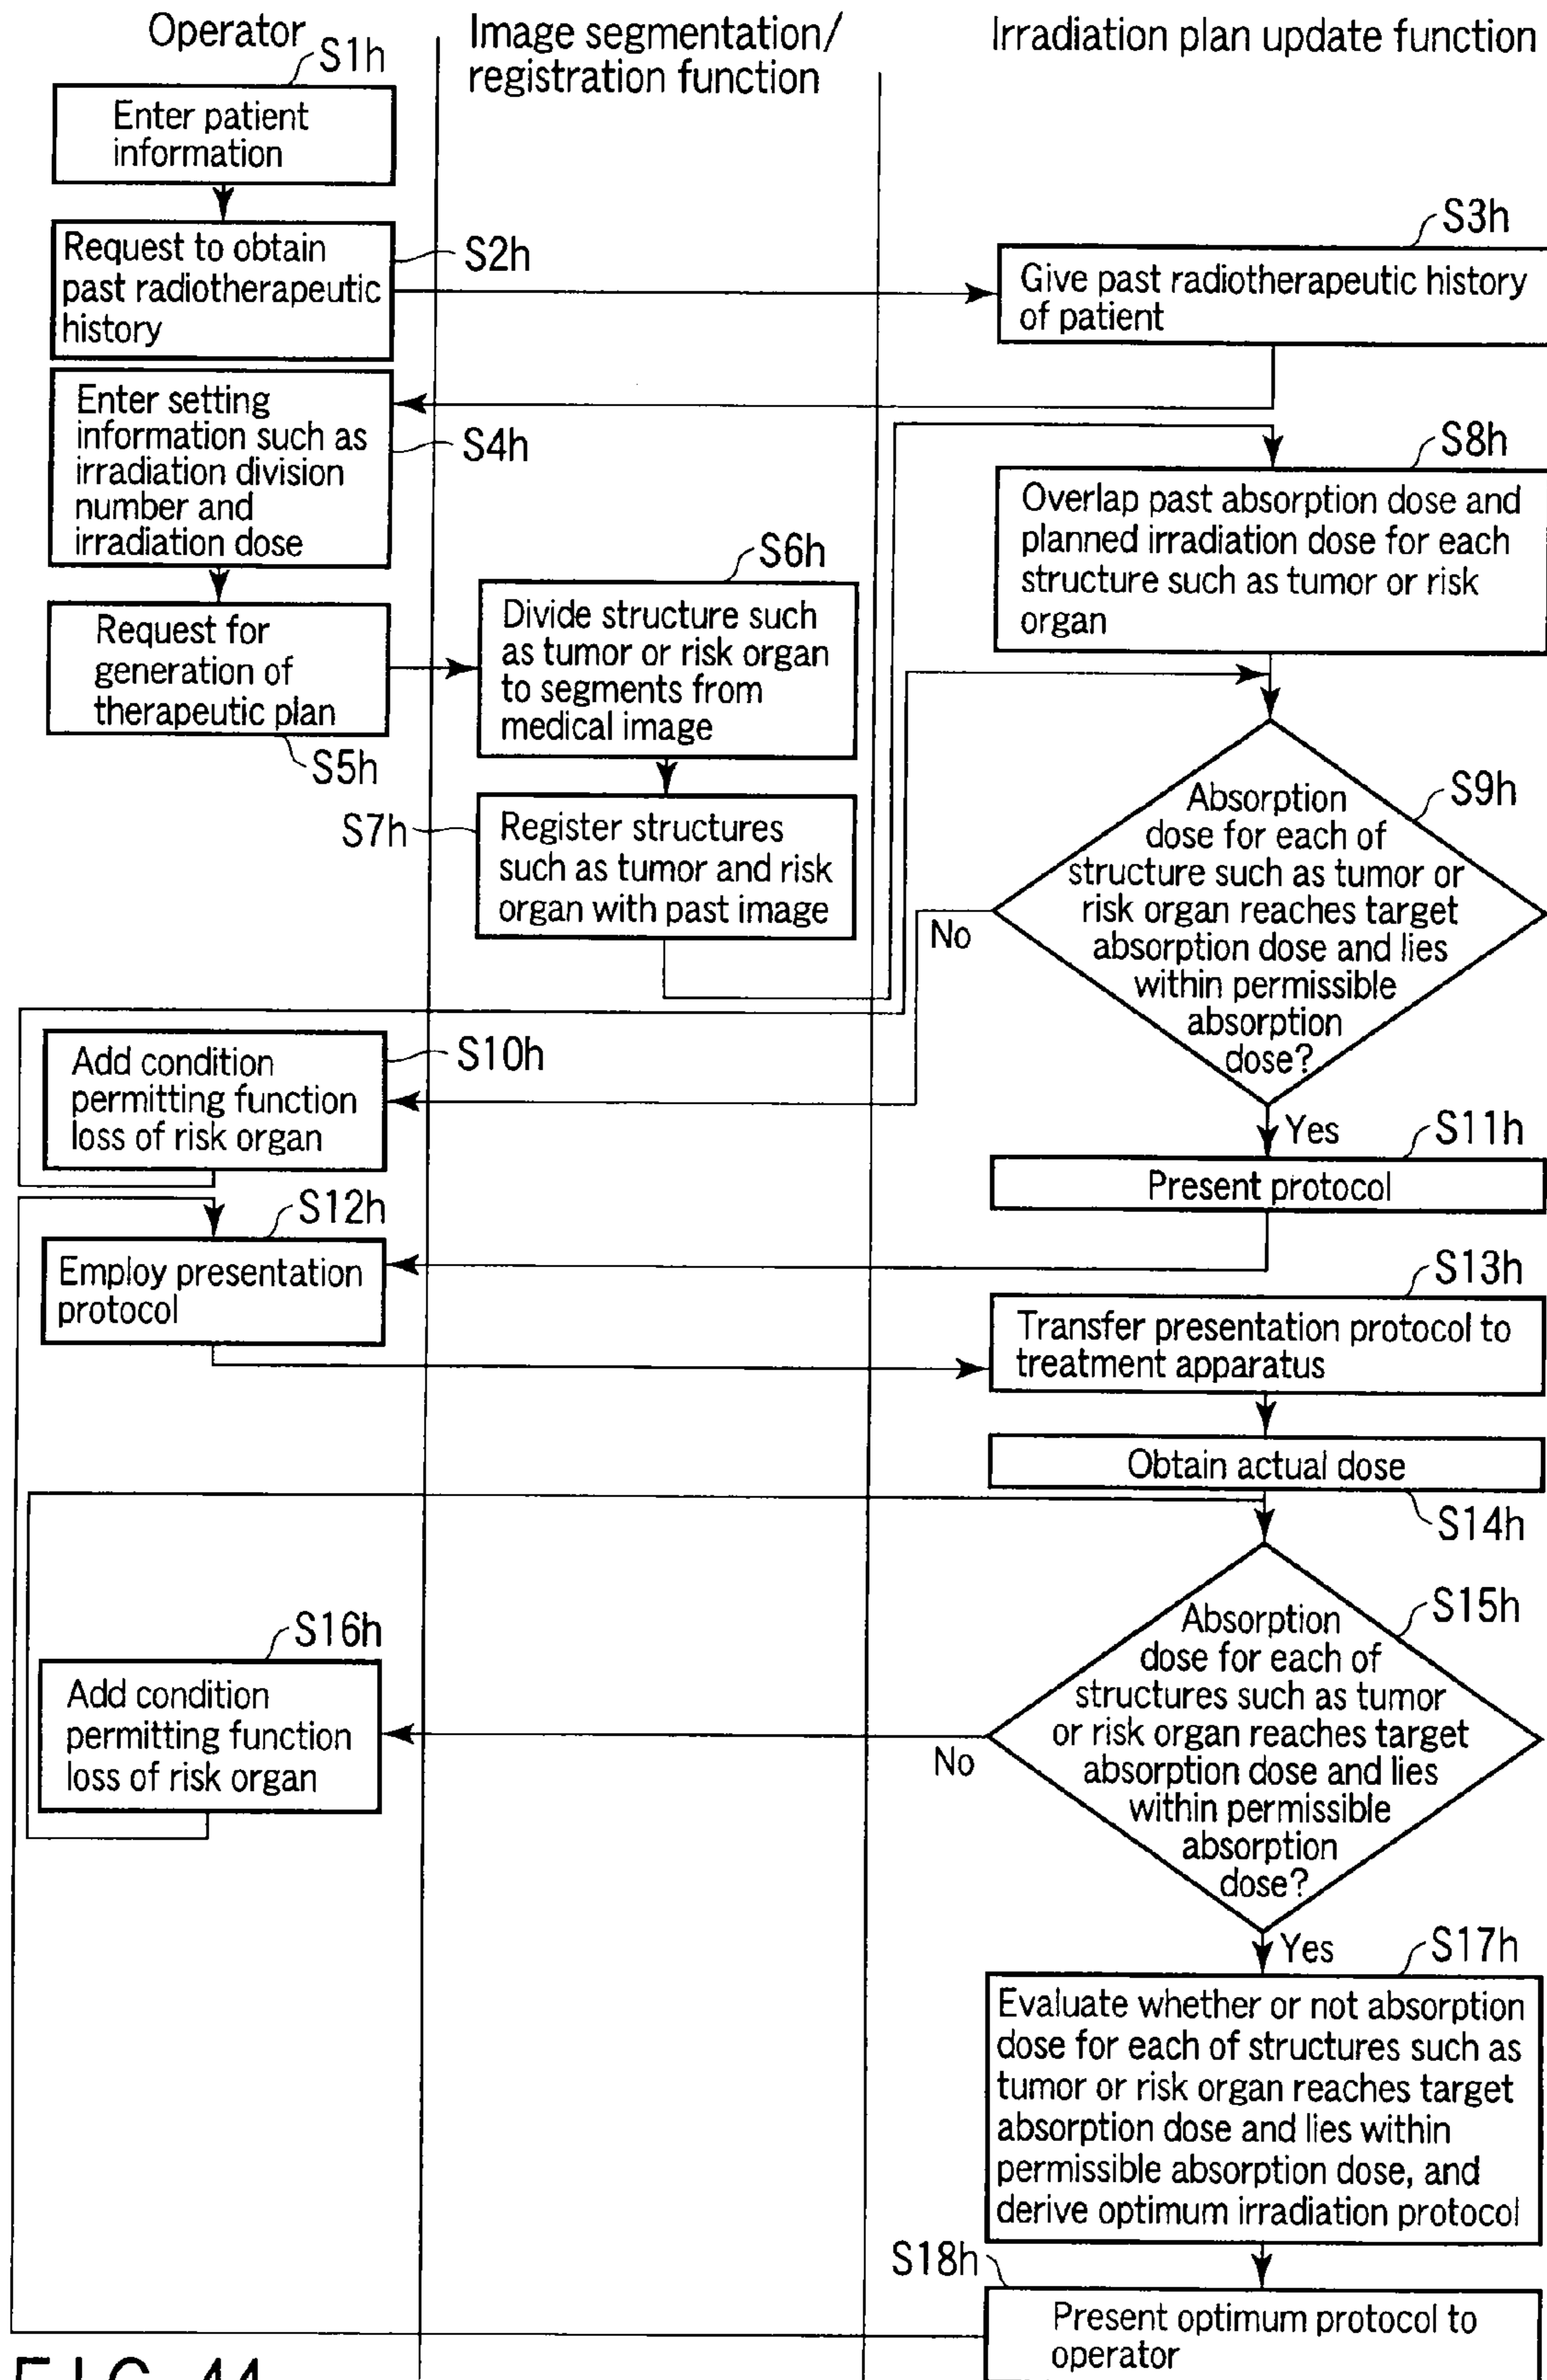 Operator
Image segmentation/
registration function
Irradiation plan update function
S1h
Enter patient
information
Request to obtain
past radiotherapeutic
history
S2h
S3h
Give past radiotherapeutic history
of patient
Enter setting
information such as
irradiation division
number and
irradiation dose
S4h
Request for
generation of
therapeutic plan
S5h
S6h
Divide structure such
as tumor or risk organ
to segments from
medical image
S7h
Register structures
such as tumor and risk
organ with past image
S8h
Overlap past absorption dose and
planned irradiation dose for each
structure such as tumor or risk
organ
S9h
Absorption
dose for each of
structure such as tumor or
risk organ reaches target
absorption dose and lies
within permissible
absorption
dose?
No
Yes
S10h
Add condition
permitting function
loss of risk organ
S11h
Present protocol
S12h
Employ presentation
protocol
S13h
Transfer presentation protocol to
treatment apparatus
Obtain actual dose
S14h
S15h
Absorption
dose for each of
structures such as tumor
or risk organ reaches target
absorption dose and lies
within permissible
absorption
dose?
No
Yes
S16h
Add condition
permitting function
loss of risk organ
S17h
Evaluate whether or not absorption
dose for each of structures such as
tumor or risk organ reaches target
absorption dose and lies within
permissible absorption dose, and
derive optimum irradiation protocol
S18h
Present optimum protocol to
operator